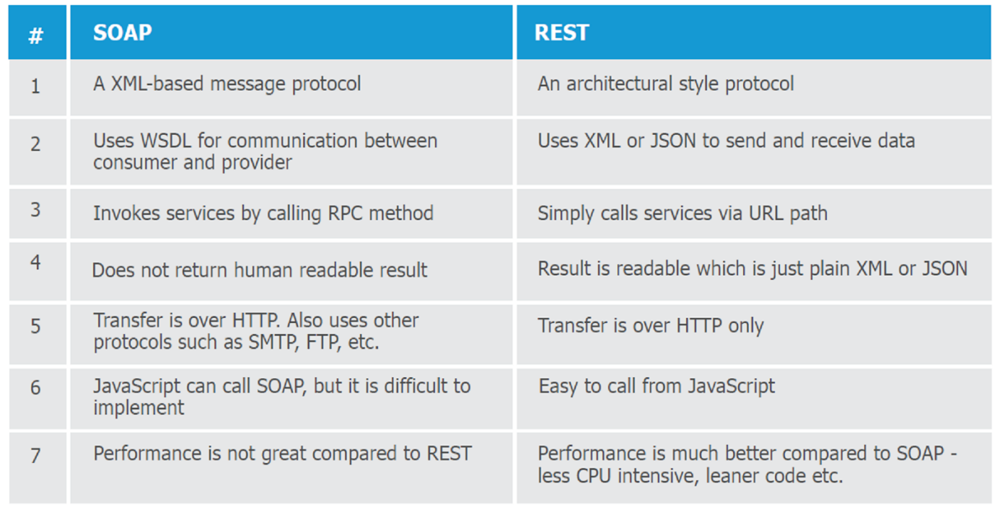 # SOAP REST
1 A XML-based message protocol An architectural style protocol
2 Uses WSDL for communication between Uses XML or JSON to send and receive data
consumer and provider
3 Invokes services by calling RPC method Simply calls services via URL path
4 Does not return human readable result Result is readable which is just plain XML or JSON
5 Transfer is over HTTP. Also uses other Transfer is over HTTP only
protocols such as SMTP, FTP, etc.
6 JavaScript can call SOAP, but it is difficult to Easy to call from JavaScript
implement
7 Performance is not great compared to REST Performance is much better compared to SOAP -
less CPU intensive, leaner code etc.